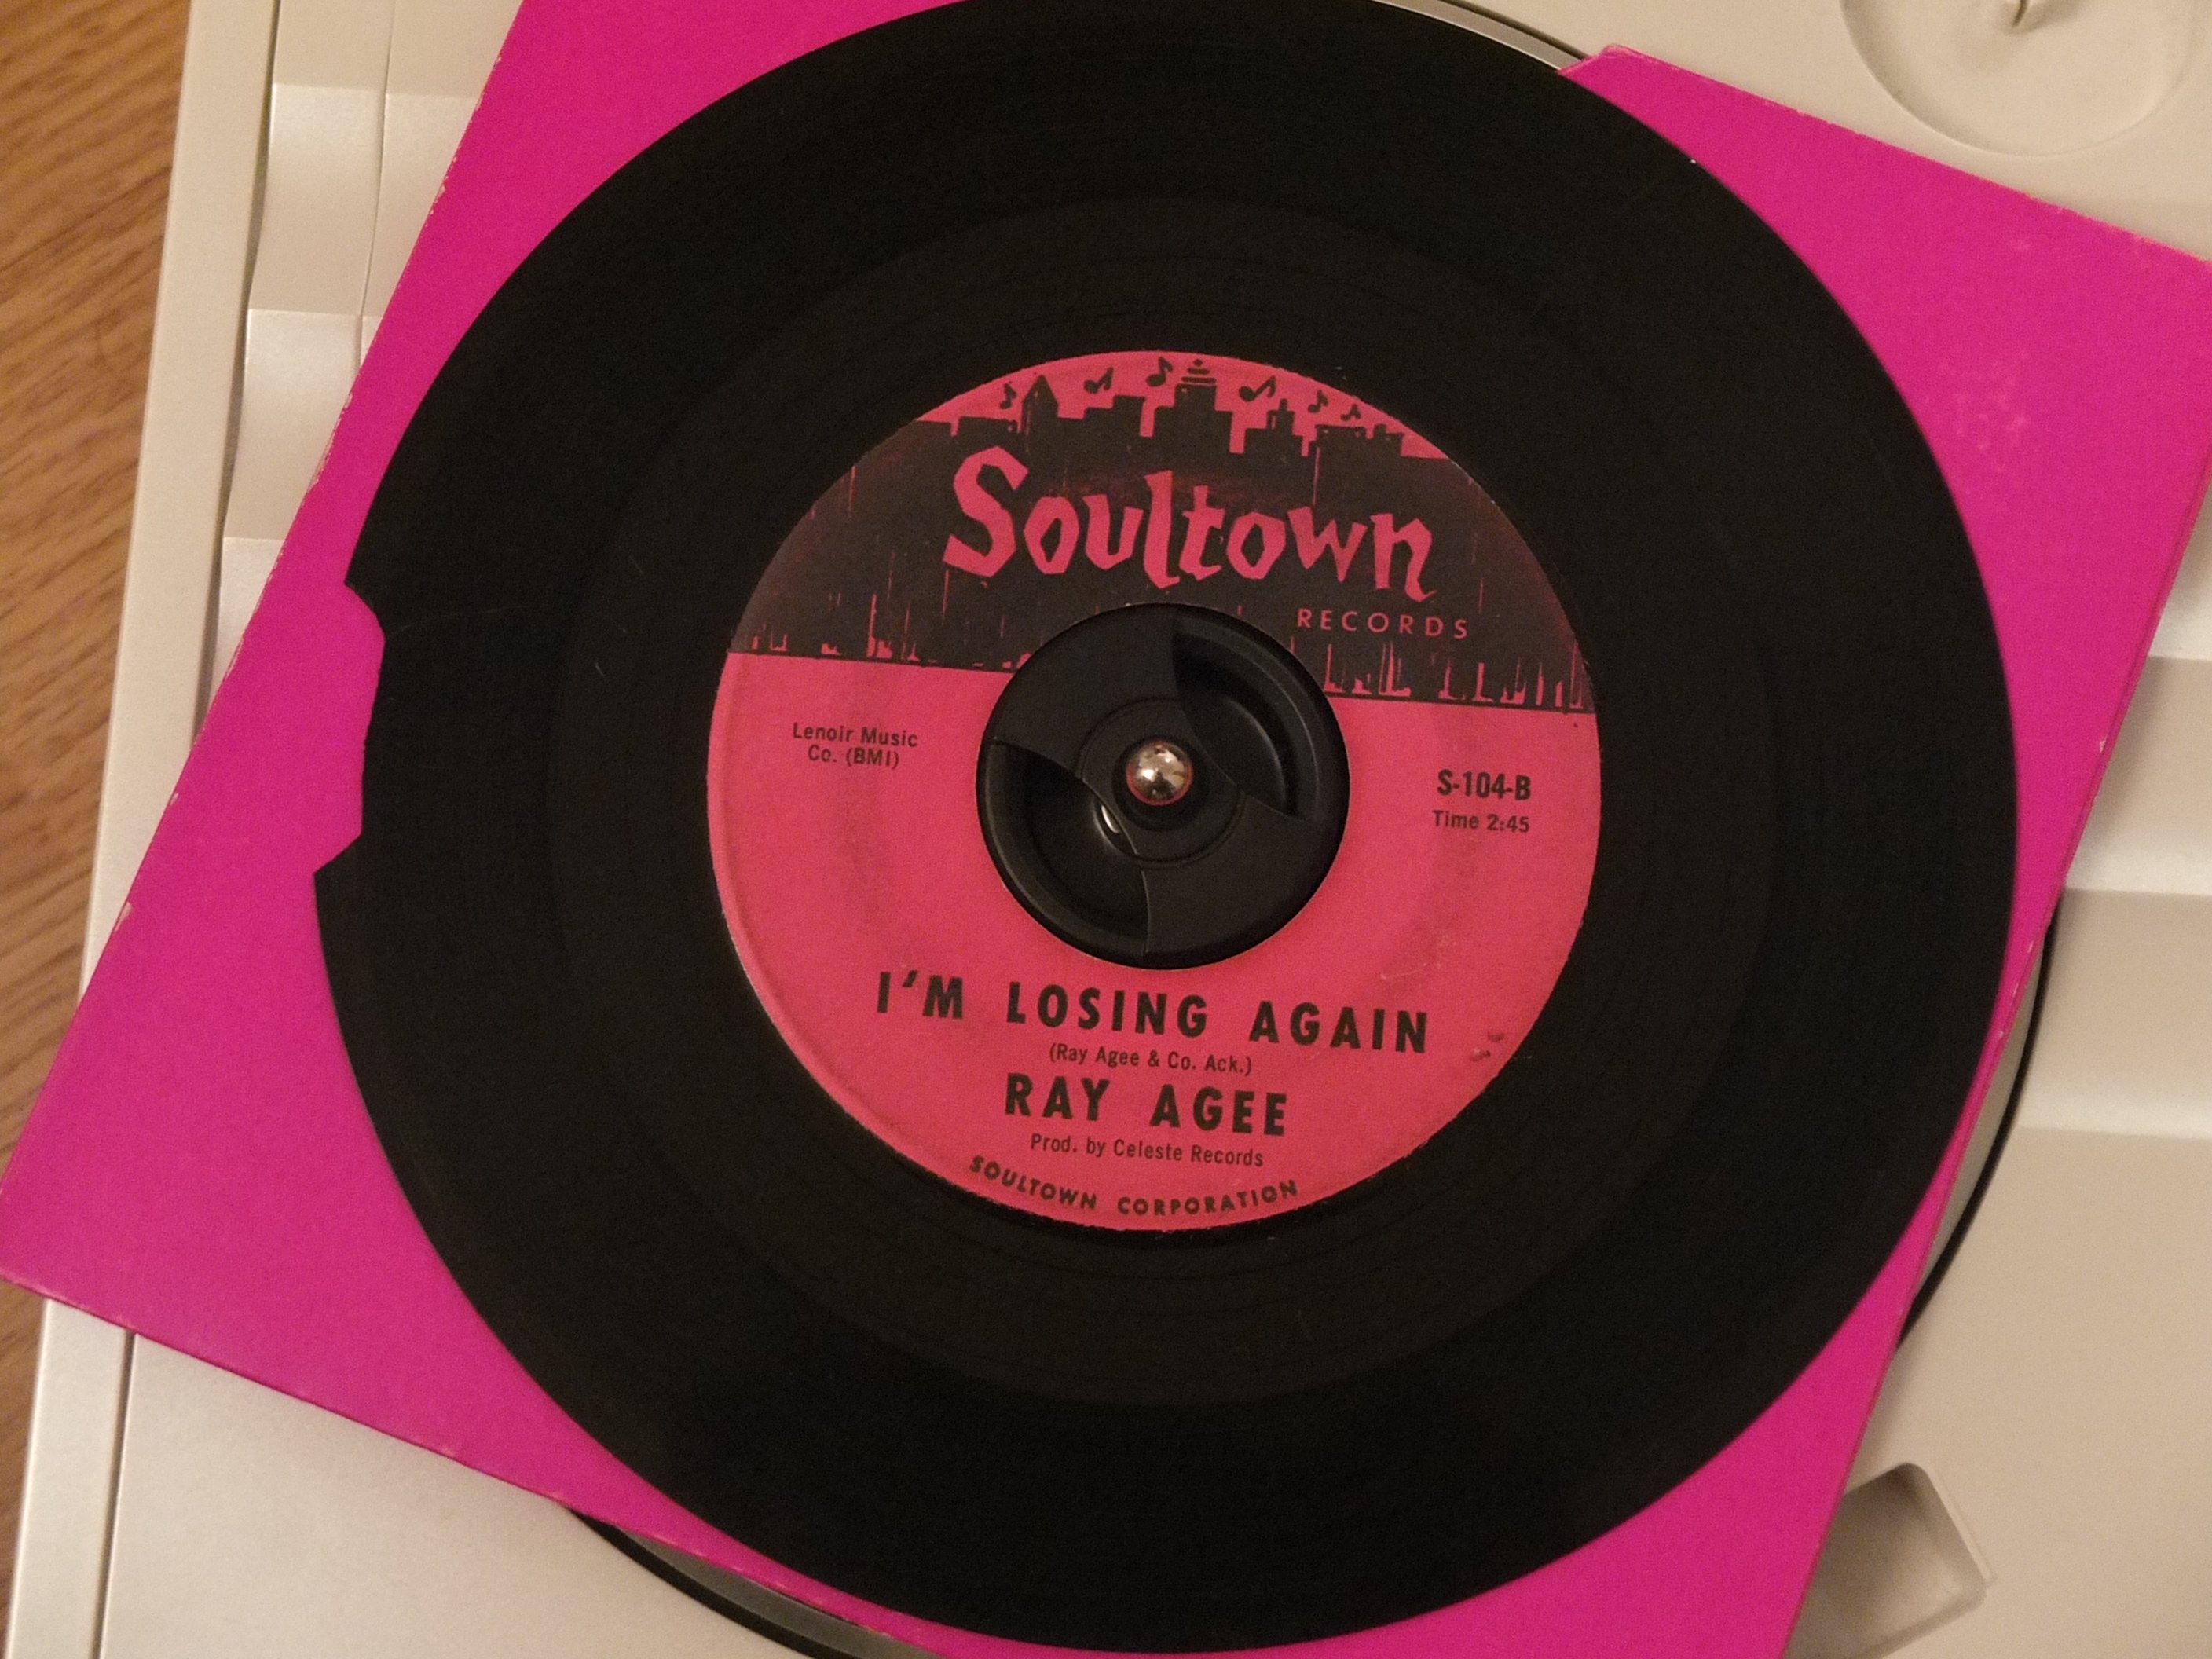 Soultown
RECORDS
Lenoir Music
Co. (BMI)
S-104-B
Time 2:45
I'M LOSING AGAIN
(Ray Agee & Co. Ack.)
RAY AGEE
Prod. by Celeste Records
SOULTOWN CORPORATION